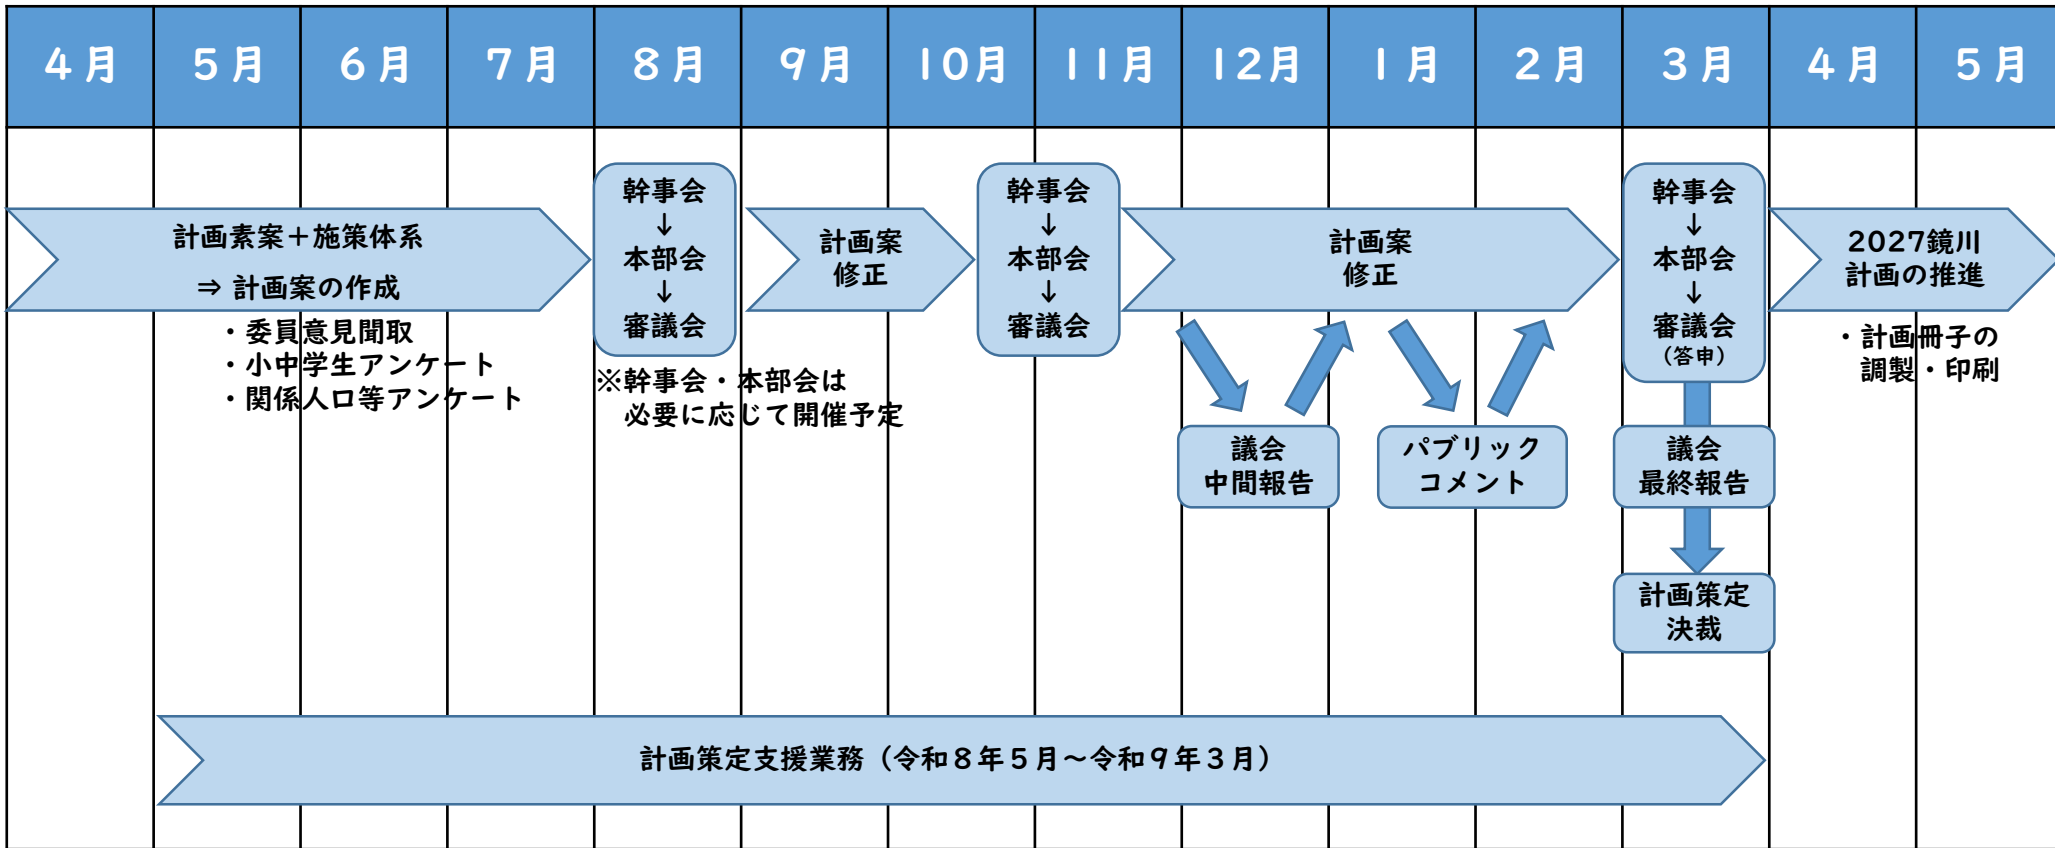 4月
5月
6月
7月
8月
9月
10月
11月
12月
1月
2月
3月
4月
5月
計画素案＋施策体系
⇒ 計画案の作成
・委員意見聞取
・小中学生アンケート
・関係人口等アンケート
幹事会
↓
本部会
↓
審議会
※幹事会・本部会は
必要に応じて開催予定
計画案
修正
幹事会
↓
本部会
↓
審議会
計画案
修正
議会
中間報告
パブリック
コメント
幹事会
↓
本部会
↓
審議会
（答申）
議会
最終報告
計画策定
決裁
2027鏡川
計画の推進
・計画冊子の
調製・印刷
計画策定支援業務（令和８年５月～令和９年３月）